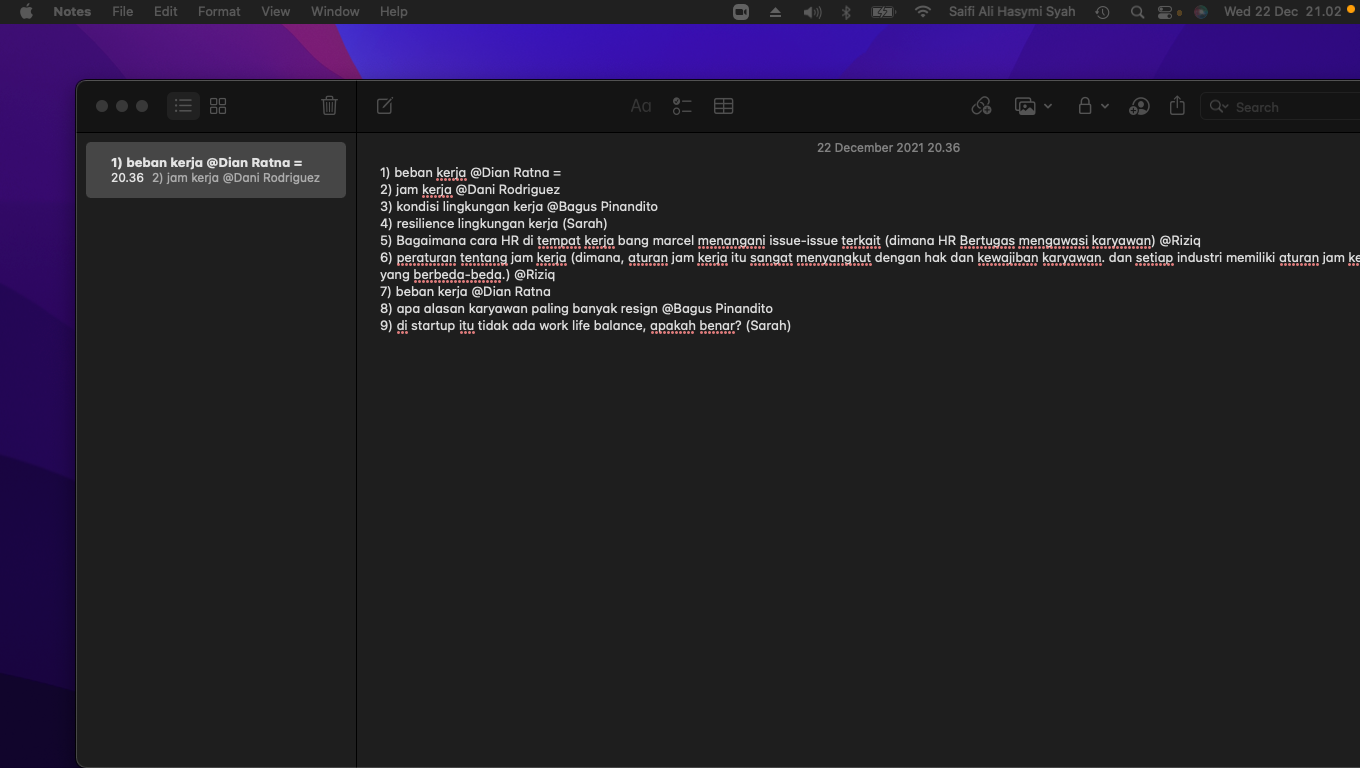 Notes File Edit Format View Window Help Saifi Ali Hasymi Syah Wed 22 Dec 21.02
Aa Search
1) beban kerja @Dian Ratna =
20.36 2) jam kerja @Dani Rodriguez
22 December 2021 20.36
1) beban kerja @Dian Ratna =
2) jam kerja @Dani Rodriguez
3) kondisi lingkungan kerja @Bagus Pinandito
4) resilience lingkungan kerja (Sarah)
5) Bagaimana cara HR di tempat kerja bang marcel menangani issue-issue terkait (dimana HR Bertugas mengawasi karyawan) @Riziq
6) peraturan tentang jam kerja (dimana, aturan jam kerja itu sangat menyangkut dengan hak dan kewajiban karyawan. dan setiap industri memiliki aturan jam ke
yang berbeda-beda.) @Riziq
7) beban kerja @Dian Ratna
8) apa alasan karyawan paling banyak resign @Bagus Pinandito
9) di startup itu tidak ada work life balance, apakah benar? (Sarah)